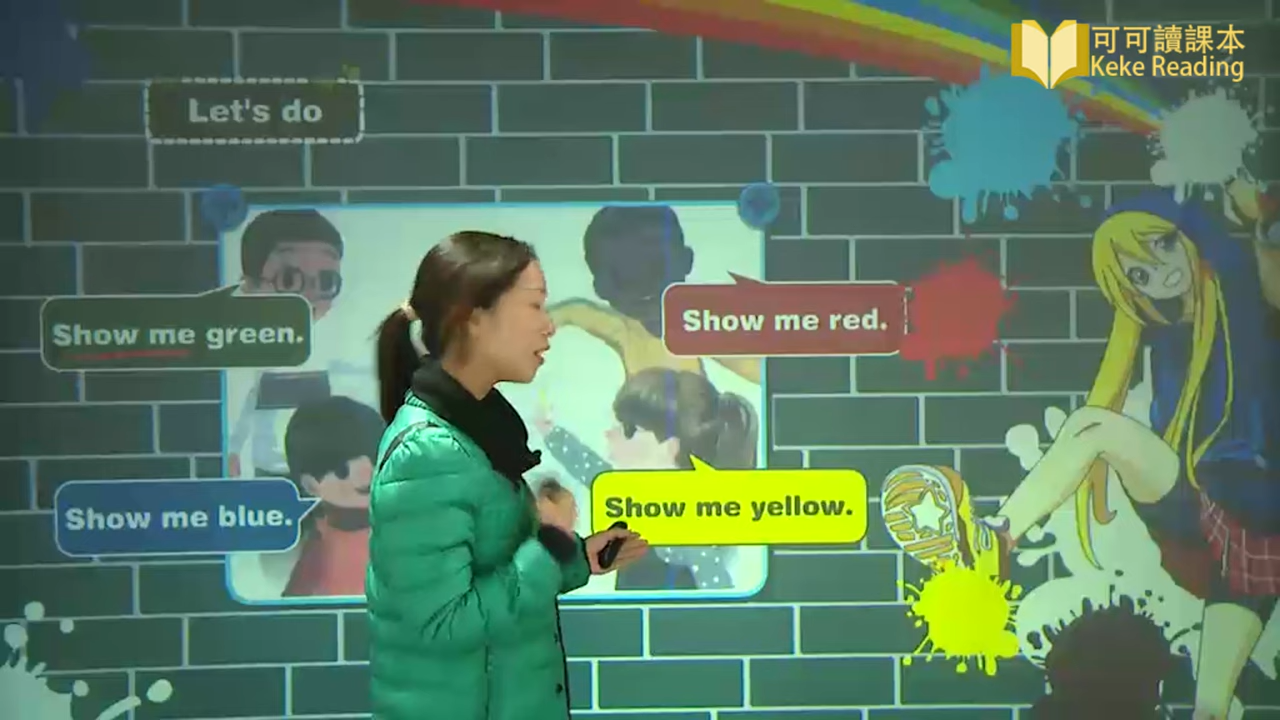 可可讀課本
Keke Reading
Let's do
Show me green.
Show me red.
Show me blue.
Show me yellow.